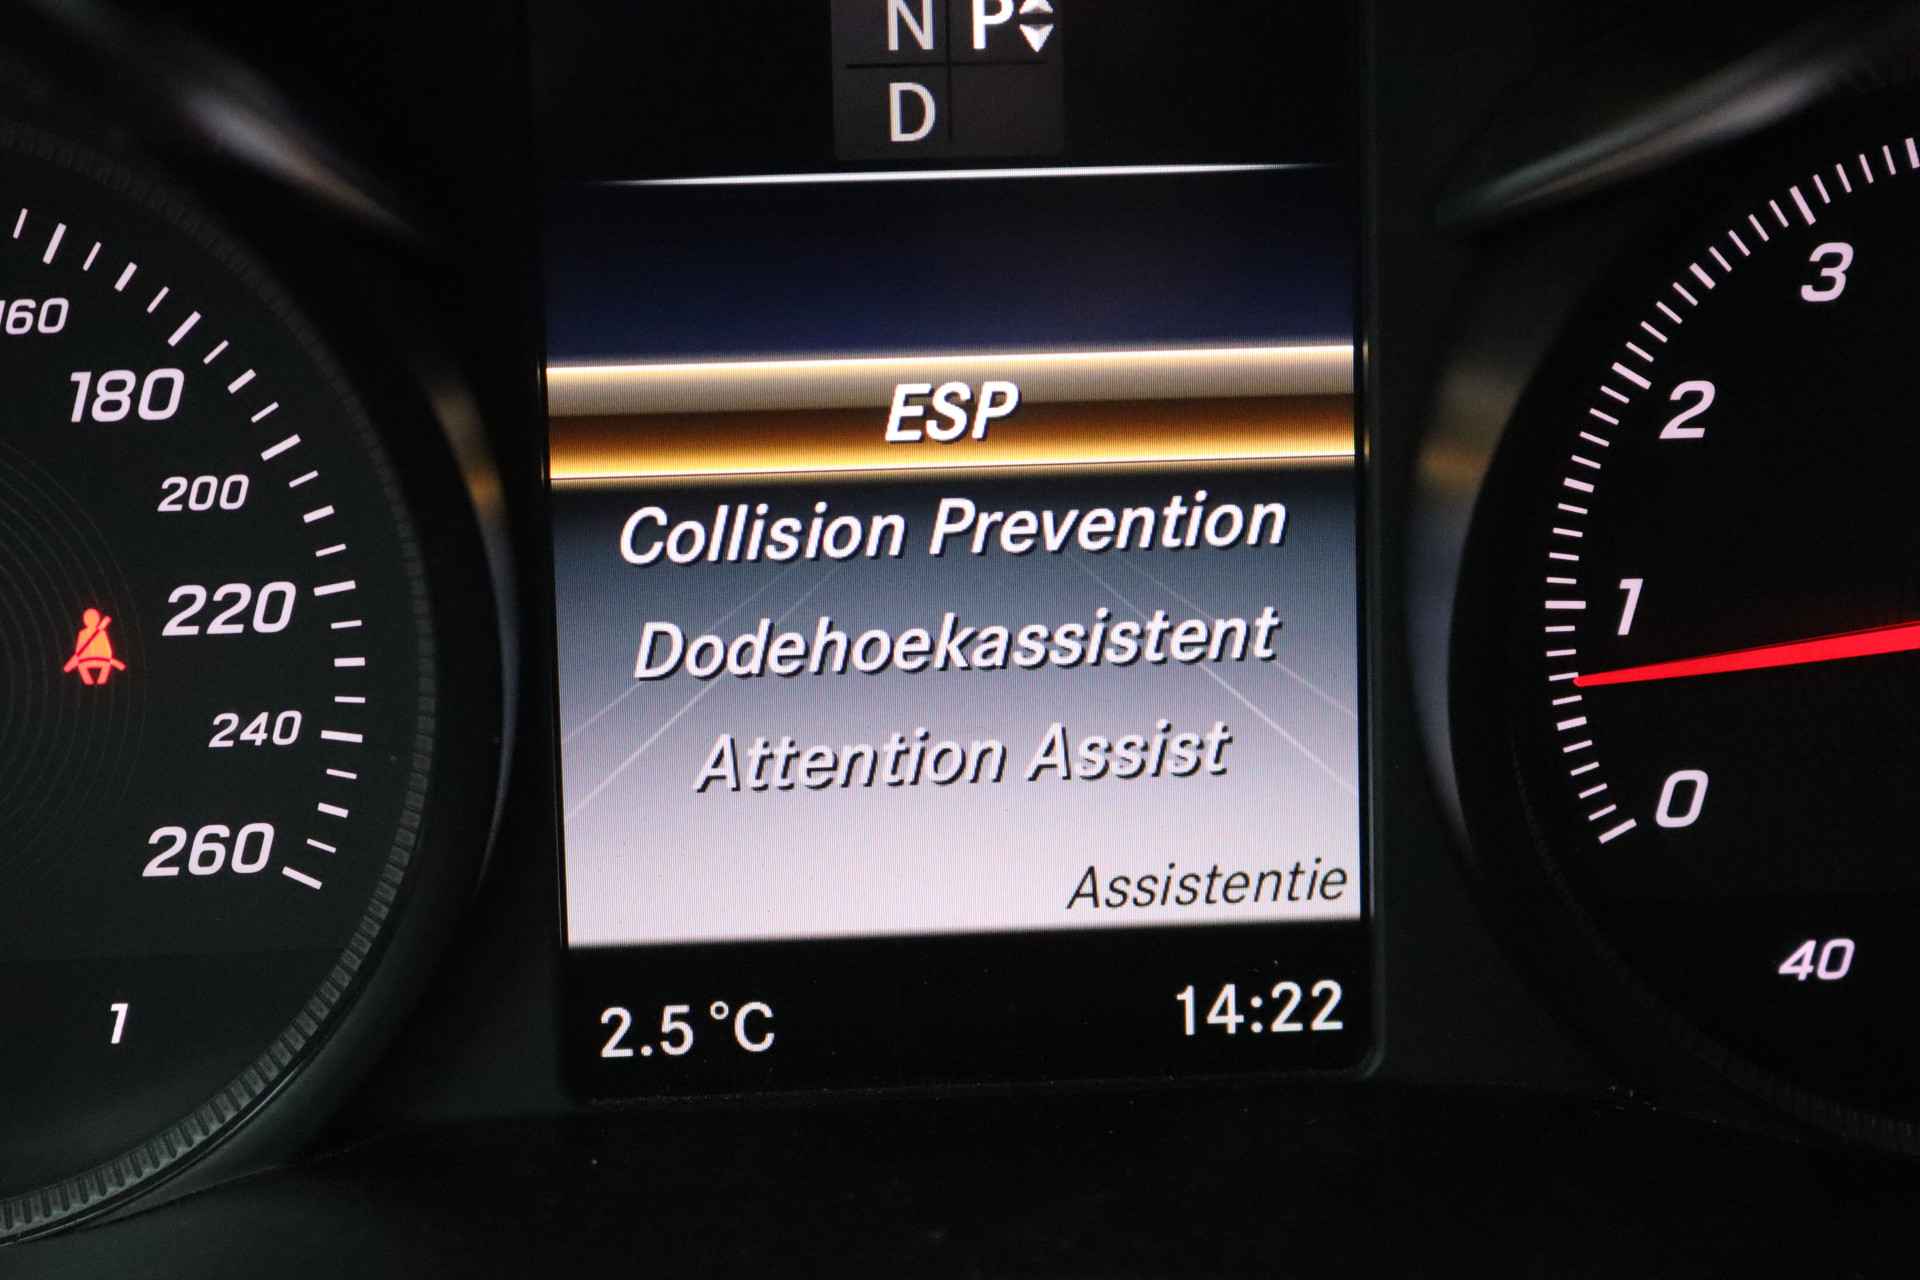 N P
D
160
180
200
220
240
260
1
ESP
Collision Prevention
Dodehoekassistent
Attention Assist
Assistentie
2.5 °C 14:22
3
2
1
0
40